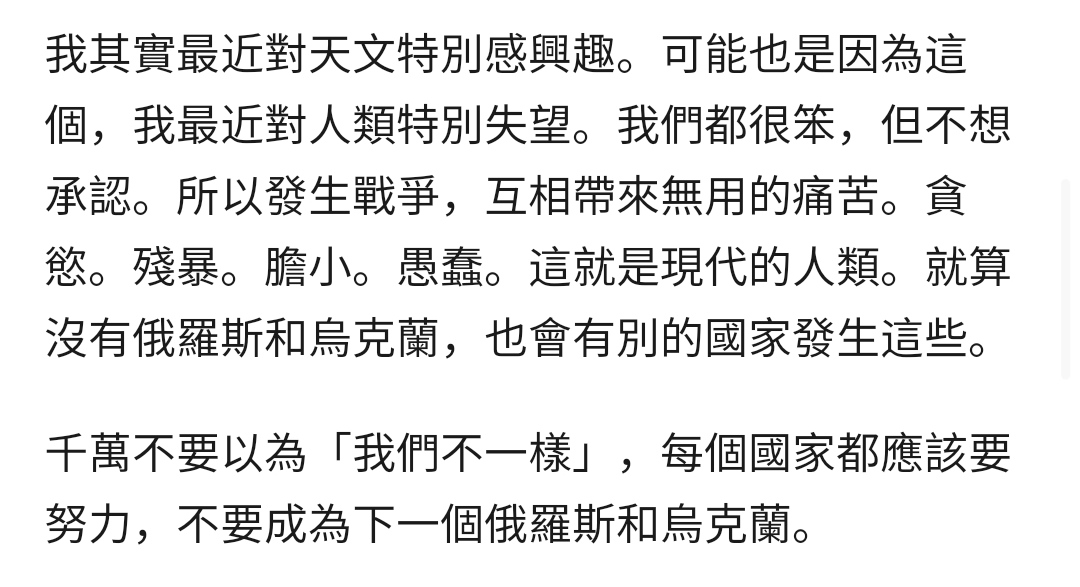 我其實最近對天文特別感興趣。可能也是因為這
個，我最近對人類特別失望。我們都很笨，但不想
承認。所以發生戰爭，互相帶來無用的痛苦。貪
慾。殘暴。膽小。愚蠢。這就是現代的人類。就算
沒有俄羅斯和烏克蘭，也會有別的國家發生這些。
千萬不要以為「我們不一樣」，每個國家都應該要
努力，不要成為下一個俄羅斯和烏克蘭。